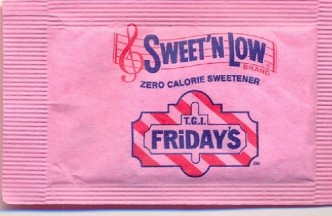 SWEET'N LOW
BRAND
ZERO CALORIE SWEETENER
T.G.I.
FRiDAY'S